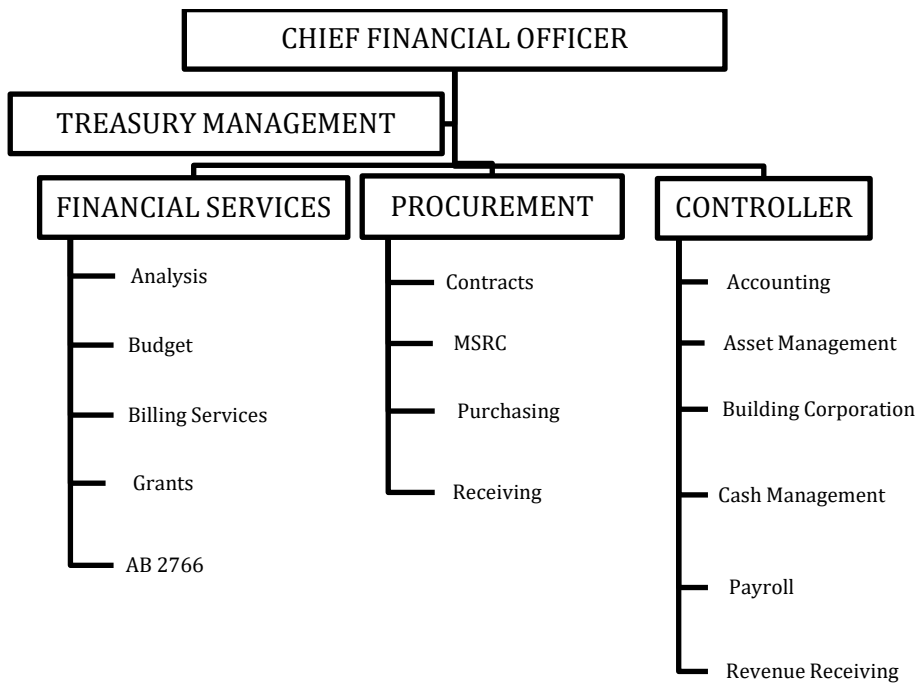 CHIEF FINANCIAL OFFICER
TREASURY MANAGEMENT
FINANCIAL SERVICES
Analysis
Budget
Billing Services
Grants
AB 2766
PROCUREMENT
Contracts
MSRC
Purchasing
Receiving
CONTROLLER
Accounting
Asset Management
Building Corporation
Cash Management
Payroll
Revenue Receiving